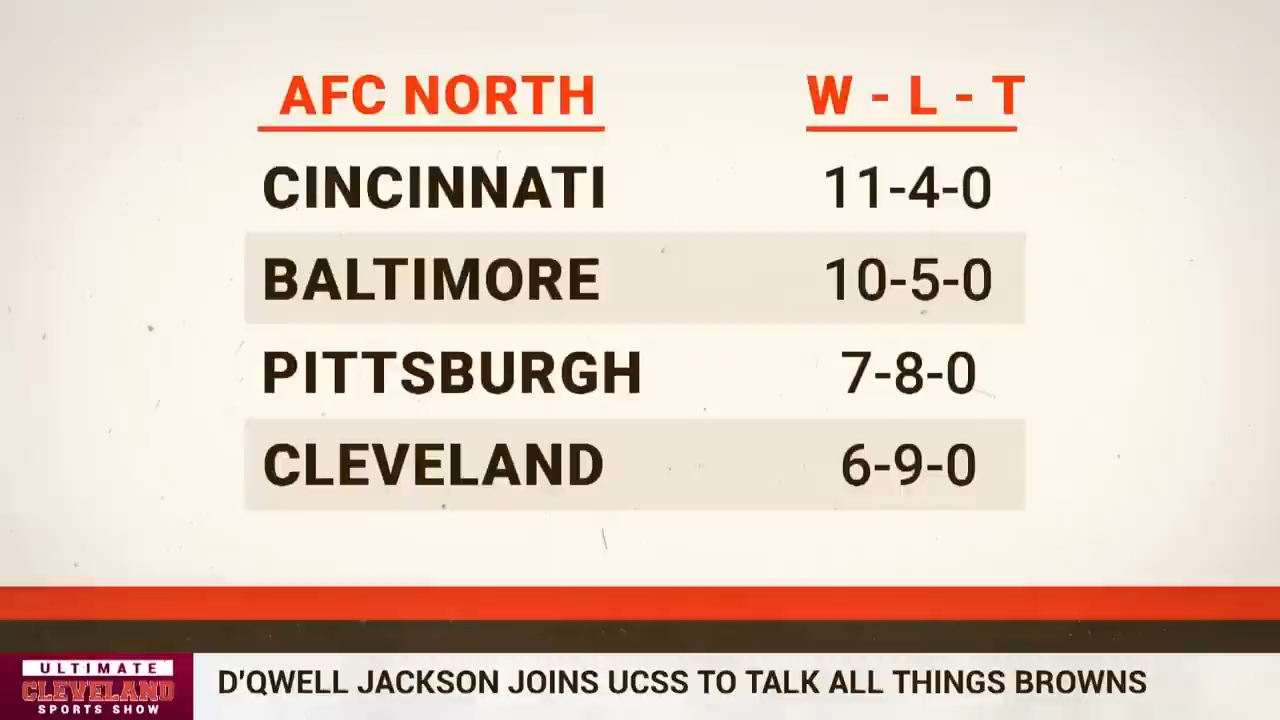 AFC NORTH W - L - T
CINCINNATI 11-4-0
BALTIMORE 10-5-0
PITTSBURGH 7-8-0
CLEVELAND 6-9-0
ULTIMATE
CLEVELAND
SPORTS SHOW
D'QWELL JACKSON JOINS UCSS TO TALK ALL THINGS BROWNS